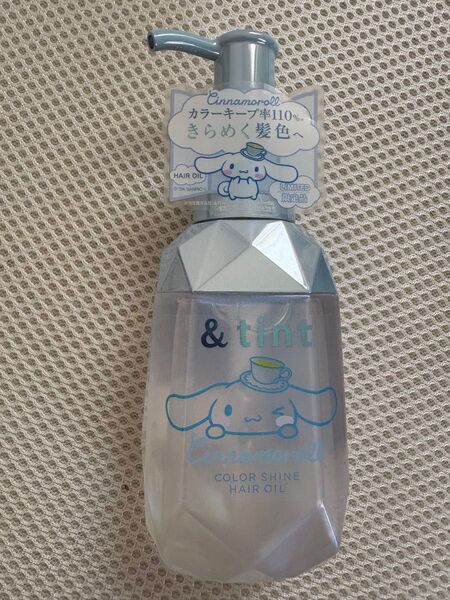 Cinnamoroll
カラーキープ率110%※
きらめく髪色へ
HAIR OIL
LIMITED
限定品
& tint
Cinnamoroll
COLOR SHINE
HAIR OIL